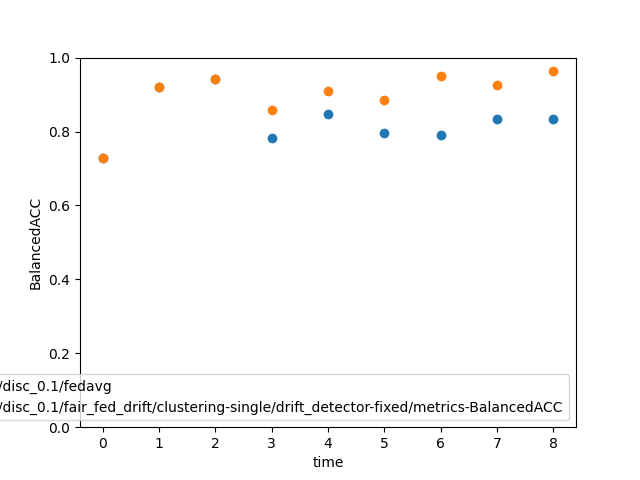 1.0
0.8
0.6
0.4
0.2
0.0
BalancedACC
/disc_0.1/fedavg
/disc_0.1/fair_fed_drift/clustering-single/drift_detector-fixed/metrics-BalancedACC
0 1 2 3 4 5 6 7 8
time